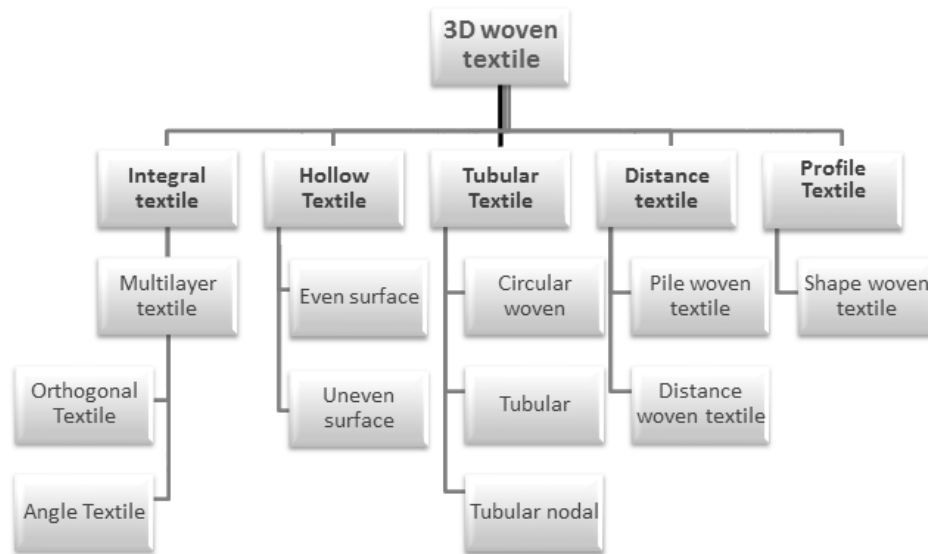 3D woven
textile
Integral
textile
Hollow
Textile
Tubular
Textile
Distance
textile
Profile
Textile
Multilayer
textile
Even surface
Circular
woven
Pile woven
textile
Shape woven
textile
Orthogonal
Textile
Uneven
surface
Tubular
Distance
woven textile
Angle Textile
Tubular nodal